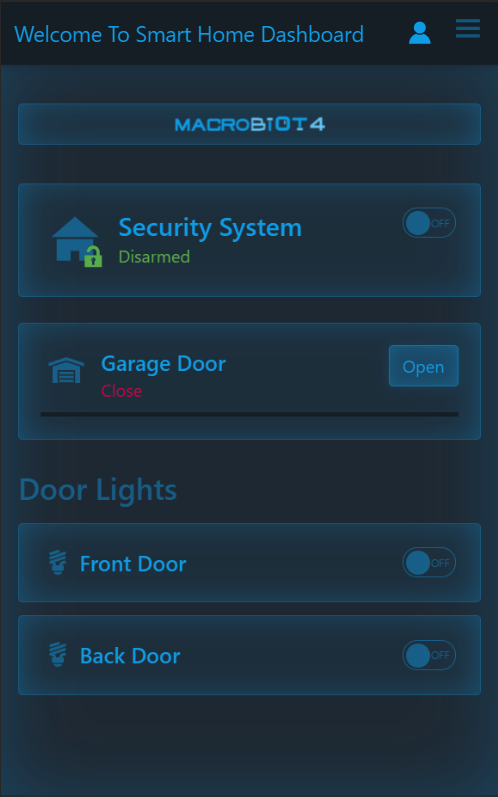 Welcome To Smart Home Dashboard
MACROBIOT4
Security System
OFF
Disarmed
Garage Door
Open
Close
Door Lights
Front Door
OFF
Back Door
OFF